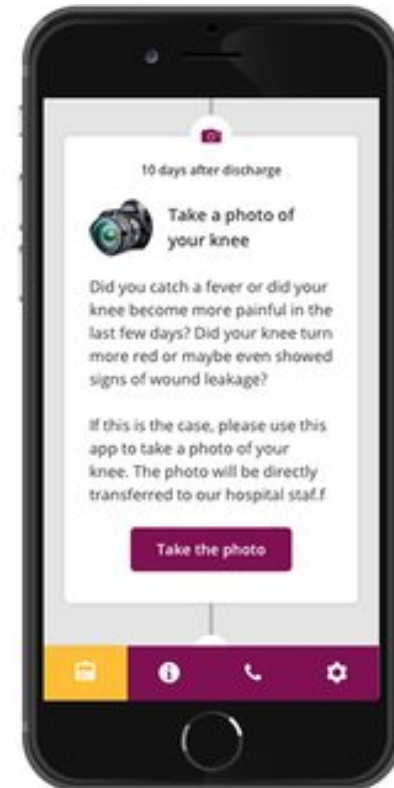 10 days after discharge
Take a photo of
your knee
Did you catch a fever or did your
knee become more painful in the
last few days? Did your knee turn
more red or maybe even showed
signs of wound leakage?
If this is the case, please use this
app to take a photo of your
knee. The photo will be directly
transferred to our hospital staf.f
Take the photo